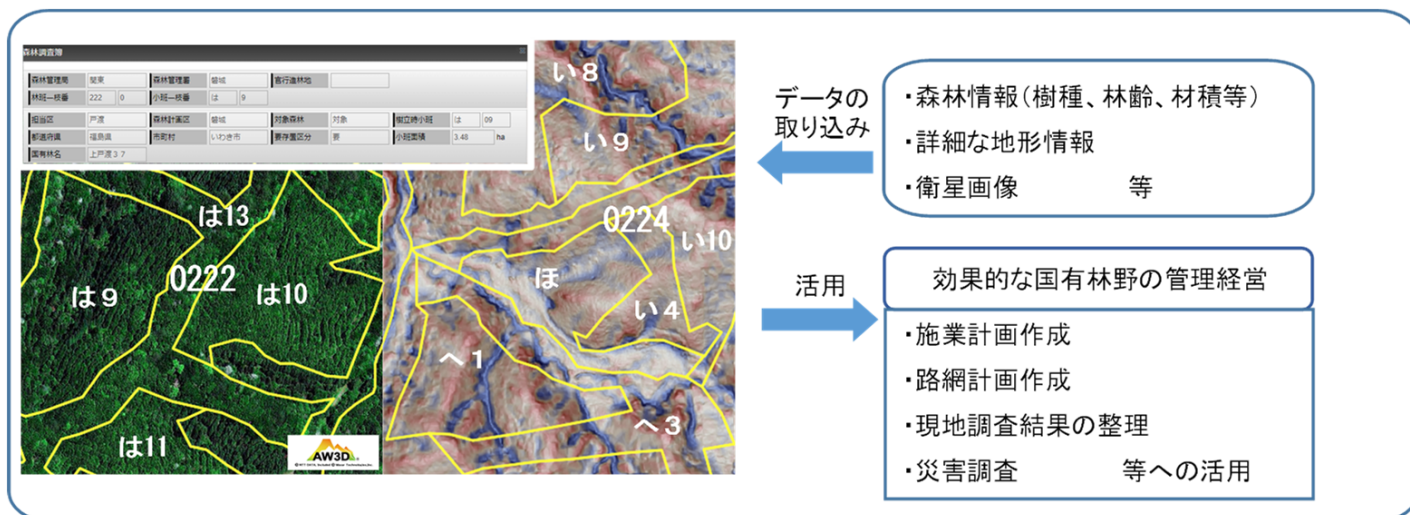 森林調査簿
森林管理局 関東 森林管理署 磐城 官行造林地
林班一枝番 222 0 小班一枝番 は 9
担当区 戸渡 森林計画区 磐城 対象森林 対象 樹立時小班 は 09
都道府県 福島県 市町村 いわき市 要存置区分 要 小班面積 3.48 ha
国有林名 上戸渡37
い8
い9
0224
い10
ほ
い4
へ1
へ3
は13
0222
は9
は10
は11
AW3D
データの
取り込み
・森林情報(樹種、林齢、材積等)
・詳細な地形情報
・衛星画像 等
活用
効果的な国有林野の管理経営
・施業計画作成
・路網計画作成
・現地調査結果の整理
・災害調査 等への活用